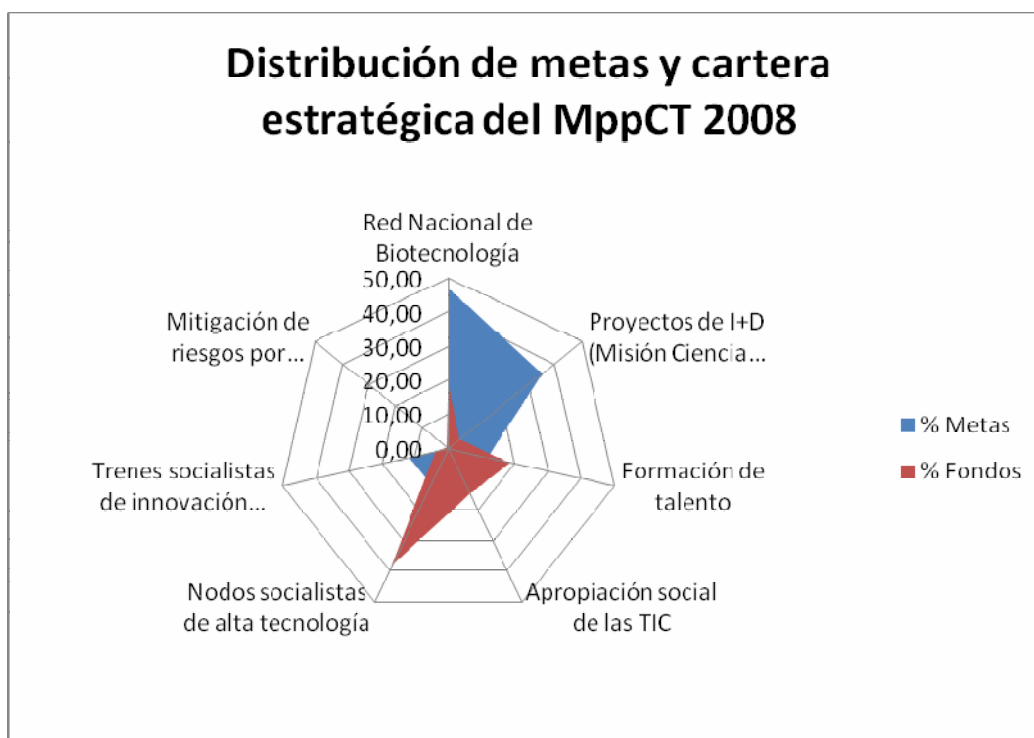 Distribución de metas y cartera
estratégica del MppCT 2008
Red Nacional de
Biotecnología
50,00
40,00
30,00
20,00
10,00
0,00
Proyectos de I+D
(Misión Ciencia...
Formación de
talento
Apropiación social
de las TIC
Nodos socialistas
de alta tecnología
Trenes socialistas
de innovación...
Mitigación de
riesgos por...
% Metas
% Fondos